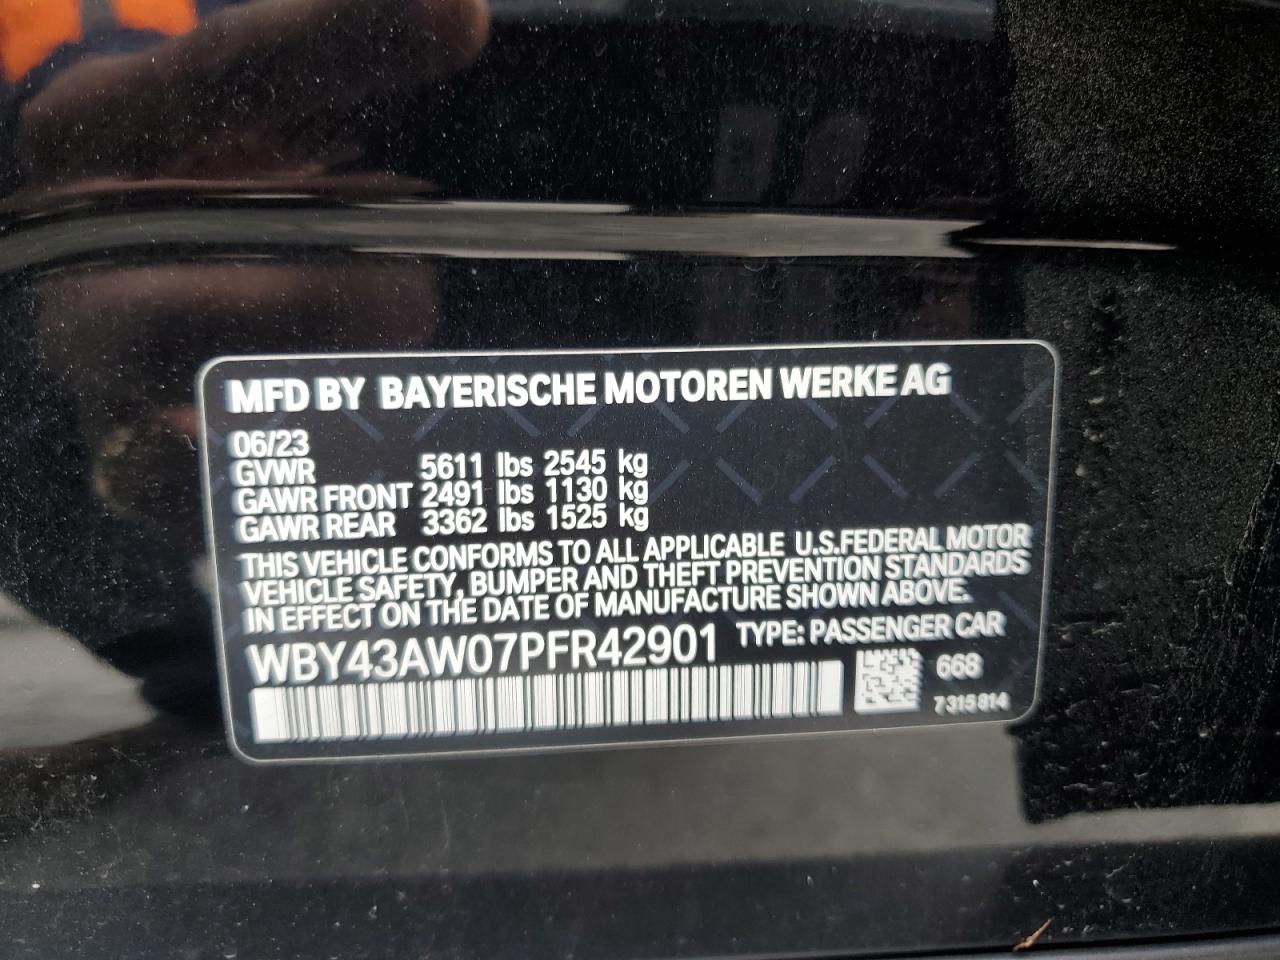 MFD BY BAYERISCHE MOTOREN WERKE AG
06/23
GVWR 5611 lbs 2545 kg
GAWR FRONT 2491 lbs 1130 kg
GAWR REAR 3362 lbs 1525 kg
THIS VEHICLE CONFORMS TO ALL APPLICABLE U.S.FEDERAL MOTOR
VEHICLE SAFETY, BUMPER AND THEFT PREVENTION STANDARDS
IN EFFECT ON THE DATE OF MANUFACTURE SHOWN ABOVE.
WBY43AW07PFR42901 TYPE: PASSENGER CAR
668
7315814